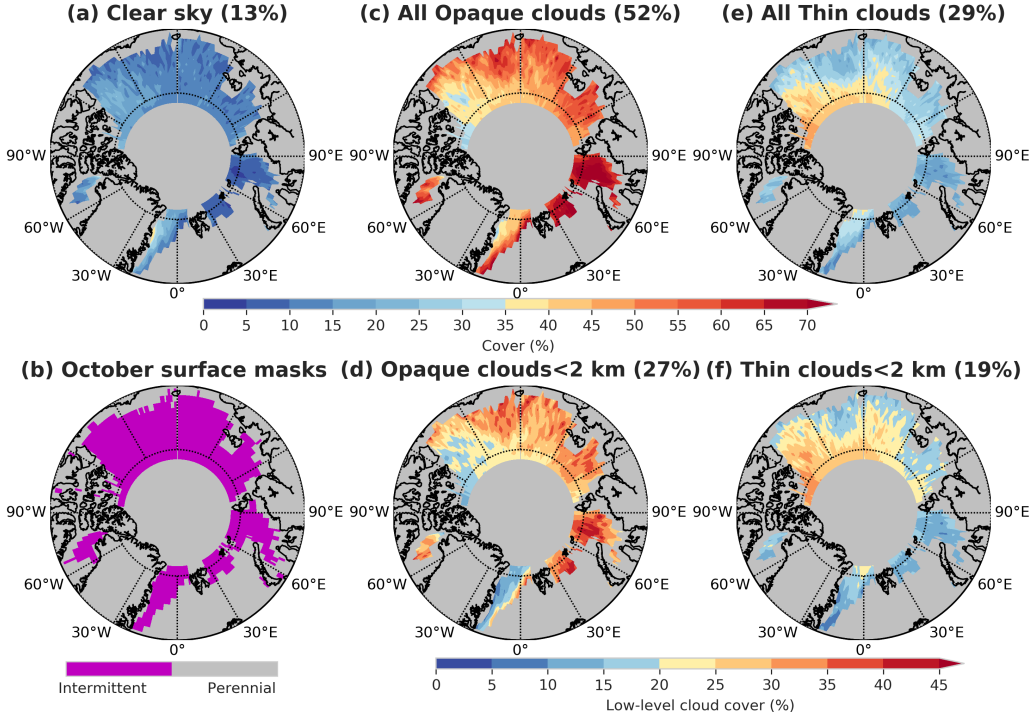 (a) Clear sky (13%)
(c) All Opaque clouds (52%)
(e) All Thin clouds (29%)
90°W 90°E 90°W 90°E 90°W 90°E
60°W 60°E 60°W 60°E 60°W 60°E
30°W 30°E 30°W 30°E 30°W 30°E
0° 0° 0°
0 5 10 15 20 25 30 35 40 45 50 55 60 65 70
Cover (%)
(b) October surface masks
(d) Opaque clouds<2 km (27%)
(f) Thin clouds<2 km (19%)
90°W 90°E 90°W 90°E 90°W 90°E
60°W 60°E 60°W 60°E 60°W 60°E
30°W 30°E 30°W 30°E 30°W 30°E
0° 0° 0°
Intermittent Perennial
0 5 10 15 20 25 30 35 40 45
Low-level cloud cover (%)